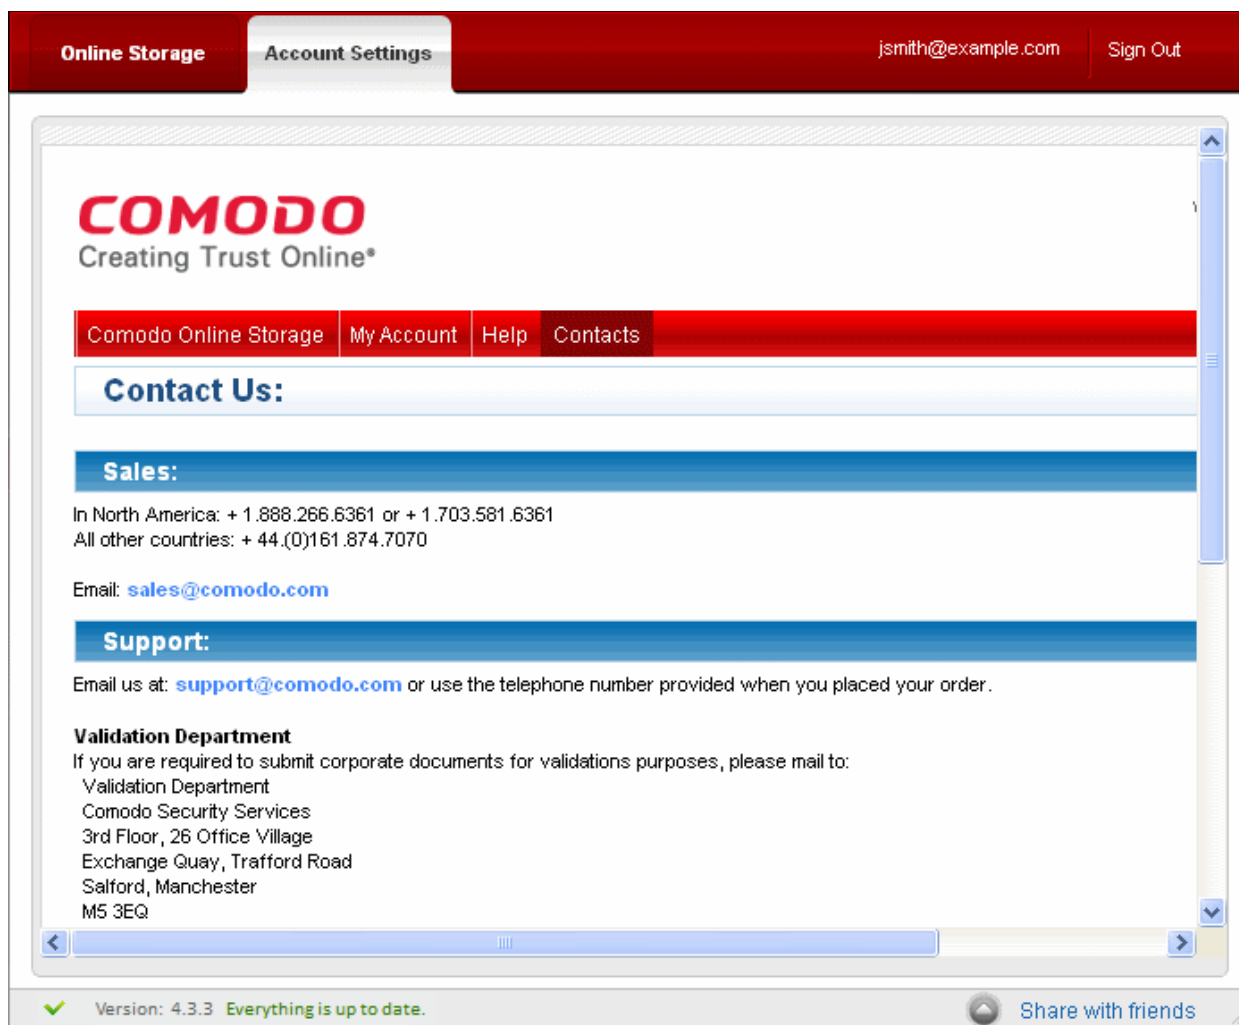 Online Storage Account Settings jsmith@example.com Sign Out
COMODO
Creating Trust Online®
Comodo Online Storage My Account Help Contacts
Contact Us:
Sales:
In North America: + 1.888.266.6361 or + 1.703.581.6361
All other countries: + 44.(0)161.874.7070
Email: sales@comodo.com
Support:
Email us at: support@comodo.com or use the telephone number provided when you placed your order.
Validation Department
If you are required to submit corporate documents for validations purposes, please mail to:
Validation Department
Comodo Security Services
3rd Floor, 26 Office Village
Exchange Quay, Trafford Road
Salford, Manchester
M5 3EQ
Version: 4.3.3 Everything is up to date. Share with friends